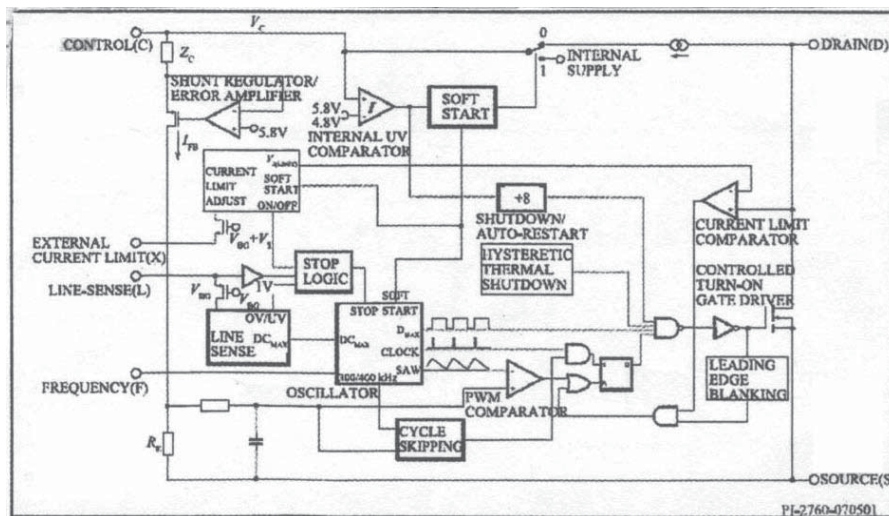 V_C
0
CONTROL(C)
Z_C
1
INTERNAL
SUPPLY
DRAIN(D)
SHUNT REGULATOR/
ERROR AMPLIFIER
5.8V
4.8V
5.8V
INTERNAL UV
COMPARATOR
SOFT
START
I_FB
CURRENT
LIMIT
ADJUST
SOFT
START
ON/OFF
+8
SHUTDOWN/
AUTO-RESTART
CURRENT LIMIT
COMPARATOR
EXTERNAL
CURRENT LIMIT(X)
V_BG+V_T
HYSTERETIC
THERMAL
SHUTDOWN
CONTROLLED
TURN-ON
GATE DRIVER
LINE-SENSE(L)
V_BG
1V
STOP
LOGIC
OV/UV
LINE
SENSE
DC_MAX
STOP
SOFT
START
DC_MAX
D_MAX
CLOCK
SAW
FREQUENCY(F)
100/400 kHz
OSCILLATOR
PWM
COMPARATOR
LEADING
EDGE
BLANKING
CYCLE
SKIPPING
R_E
SOURCE(S
PI-2760-070501